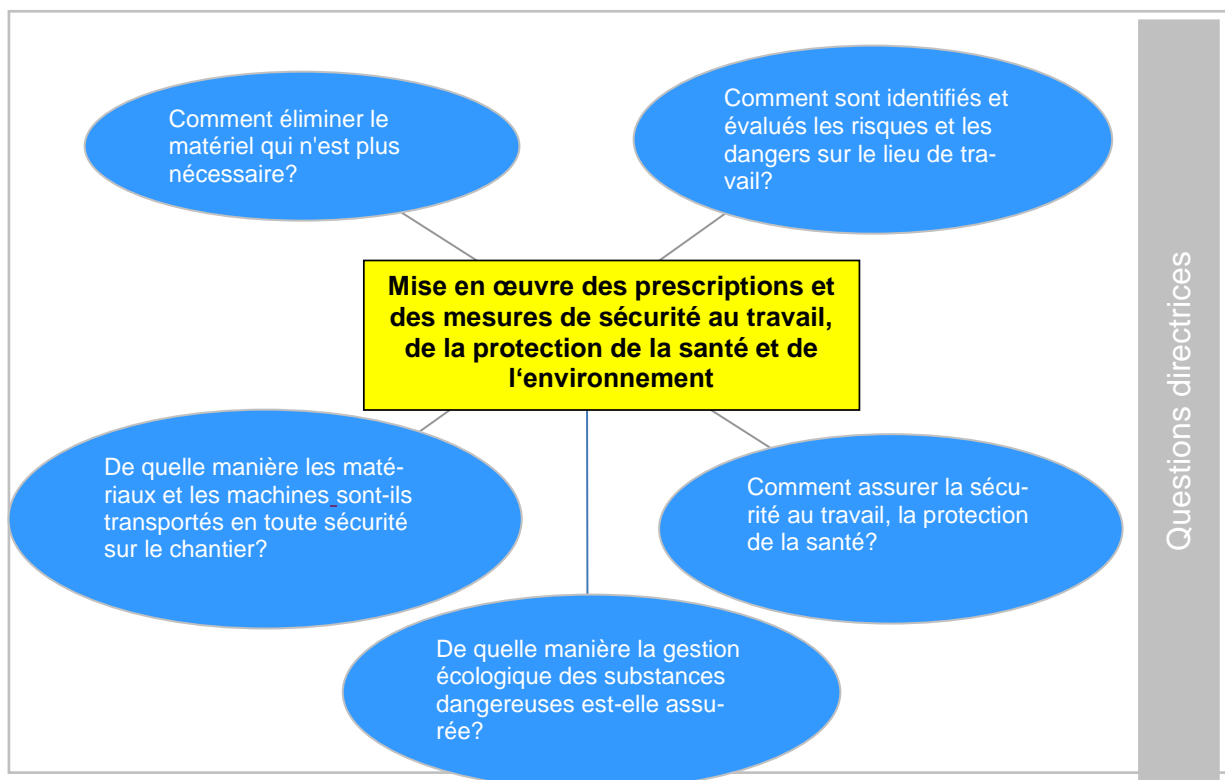 Comment éliminer le
matériel qui n'est plus
nécessaire?
Comment sont identifiés et
évalués les risques et les
dangers sur le lieu de tra-
vail?
Mise en œuvre des prescriptions et
des mesures de sécurité au travail,
de la protection de la santé et de
l‘environnement
De quelle manière les maté-
riaux et les machines sont-ils
transportés en toute sécurité
sur le chantier?
Comment assurer la sécu-
rité au travail, la protection
de la santé?
De quelle manière la gestion
écologique des substances
dangereuses est-elle assu-
rée?
Questions directrices